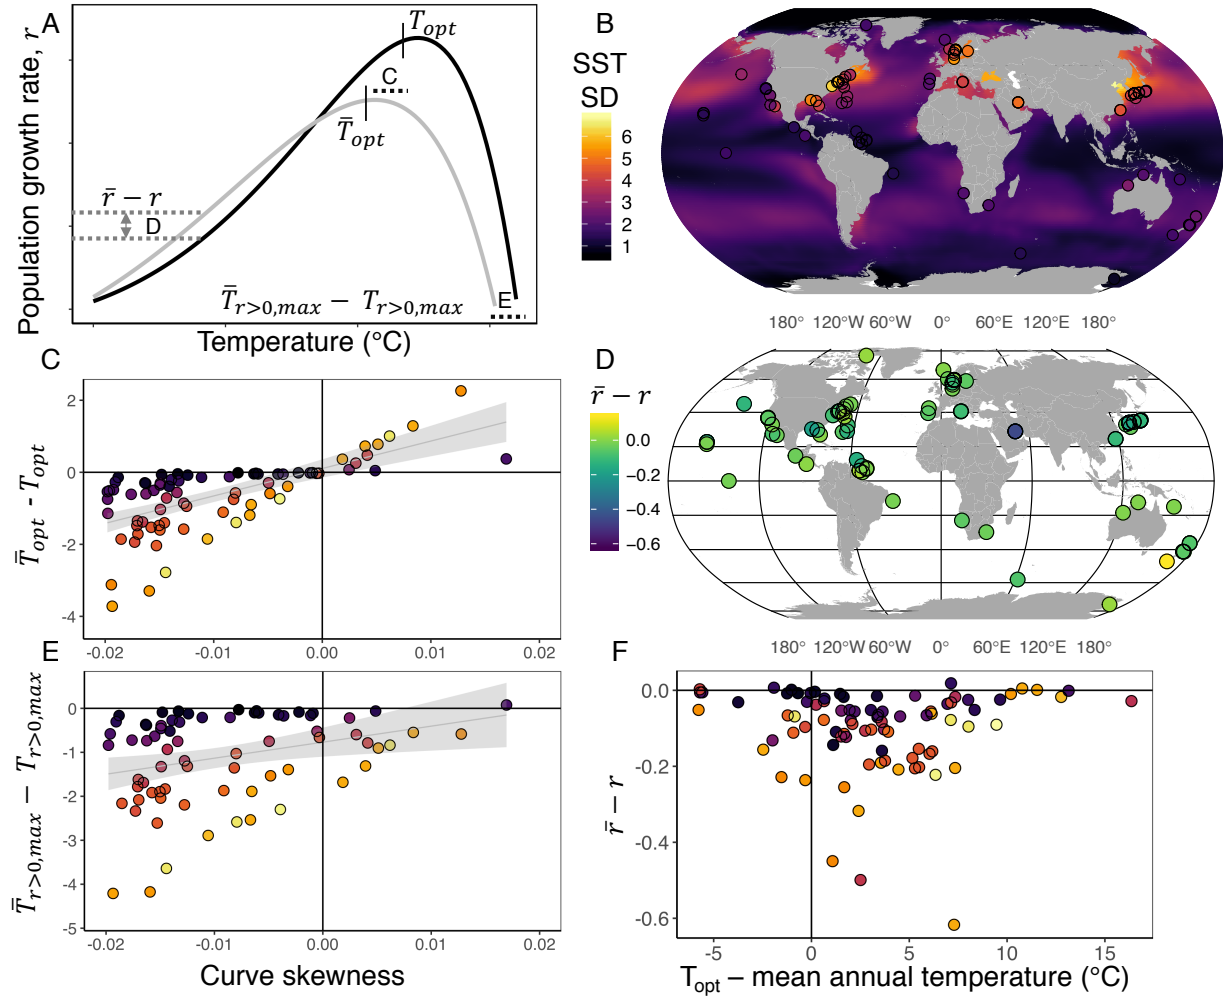 A
Population growth rate, r
T_opt
C
T̄_opt
r̄ − r
D
T̄_r>0,max − T_r>0,max
E
Temperature (°C)
B
SST
SD
6
5
4
3
2
1
180° 120°W 60°W 0° 60°E 120°E 180°
C
T̄_opt - T_opt
2
0
-2
-4
-0.02 -0.01 0.00 0.01 0.02
D
r̄ − r
0.0
−0.2
−0.4
−0.6
180° 120°W 60°W 0° 60°E 120°E 180°
E
T̄_r>0,max − T_r>0,max
0
-1
-2
-3
-4
-5
-0.02 -0.01 0.00 0.01 0.02
Curve skewness
F
r̄ − r
0.0
-0.2
-0.4
-0.6
-5 0 5 10 15
T_opt – mean annual temperature (°C)